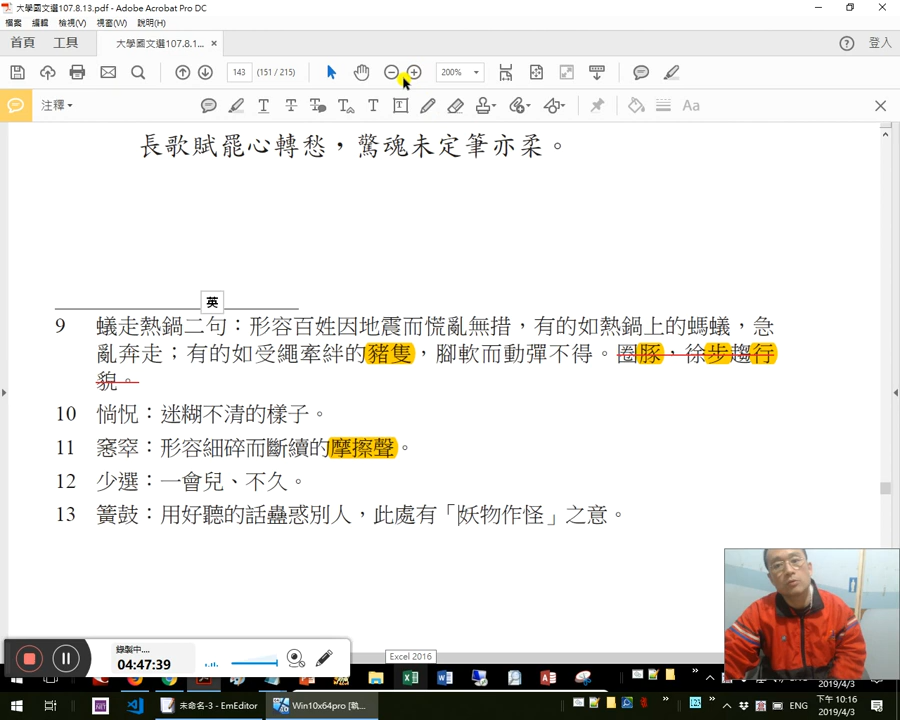 大學國文選107.8.13.pdf - Adobe Acrobat Pro DC
檔案 編輯 檢視(V) 視窗(W) 說明(H)
首頁 工具 大學國文選107.8.1... × 登入
143 (151 / 215) 200%
注釋
長歌賦罷心轉愁，驚魂未定筆亦柔。
英
9 蟻走熱鍋二句：形容百姓因地震而慌亂無措，有的如熱鍋上的螞蟻，急
亂奔走；有的如受繩牽絆的豬隻，腳軟而動彈不得。圈豚，徐步趨行
貌。
10 惝怳：迷糊不清的樣子。
11 窸窣：形容細碎而斷續的摩擦聲。
12 少選：一會兒、不久。
13 簧鼓：用好聽的話蠱惑別人，此處有「妖物作怪」之意。
錄製中....
04:47:39
Excel 2016
2019/4/3
未命名-3 - EmEditor
Win10x64pro [執...
ENG
下午 10:16
2019/4/3